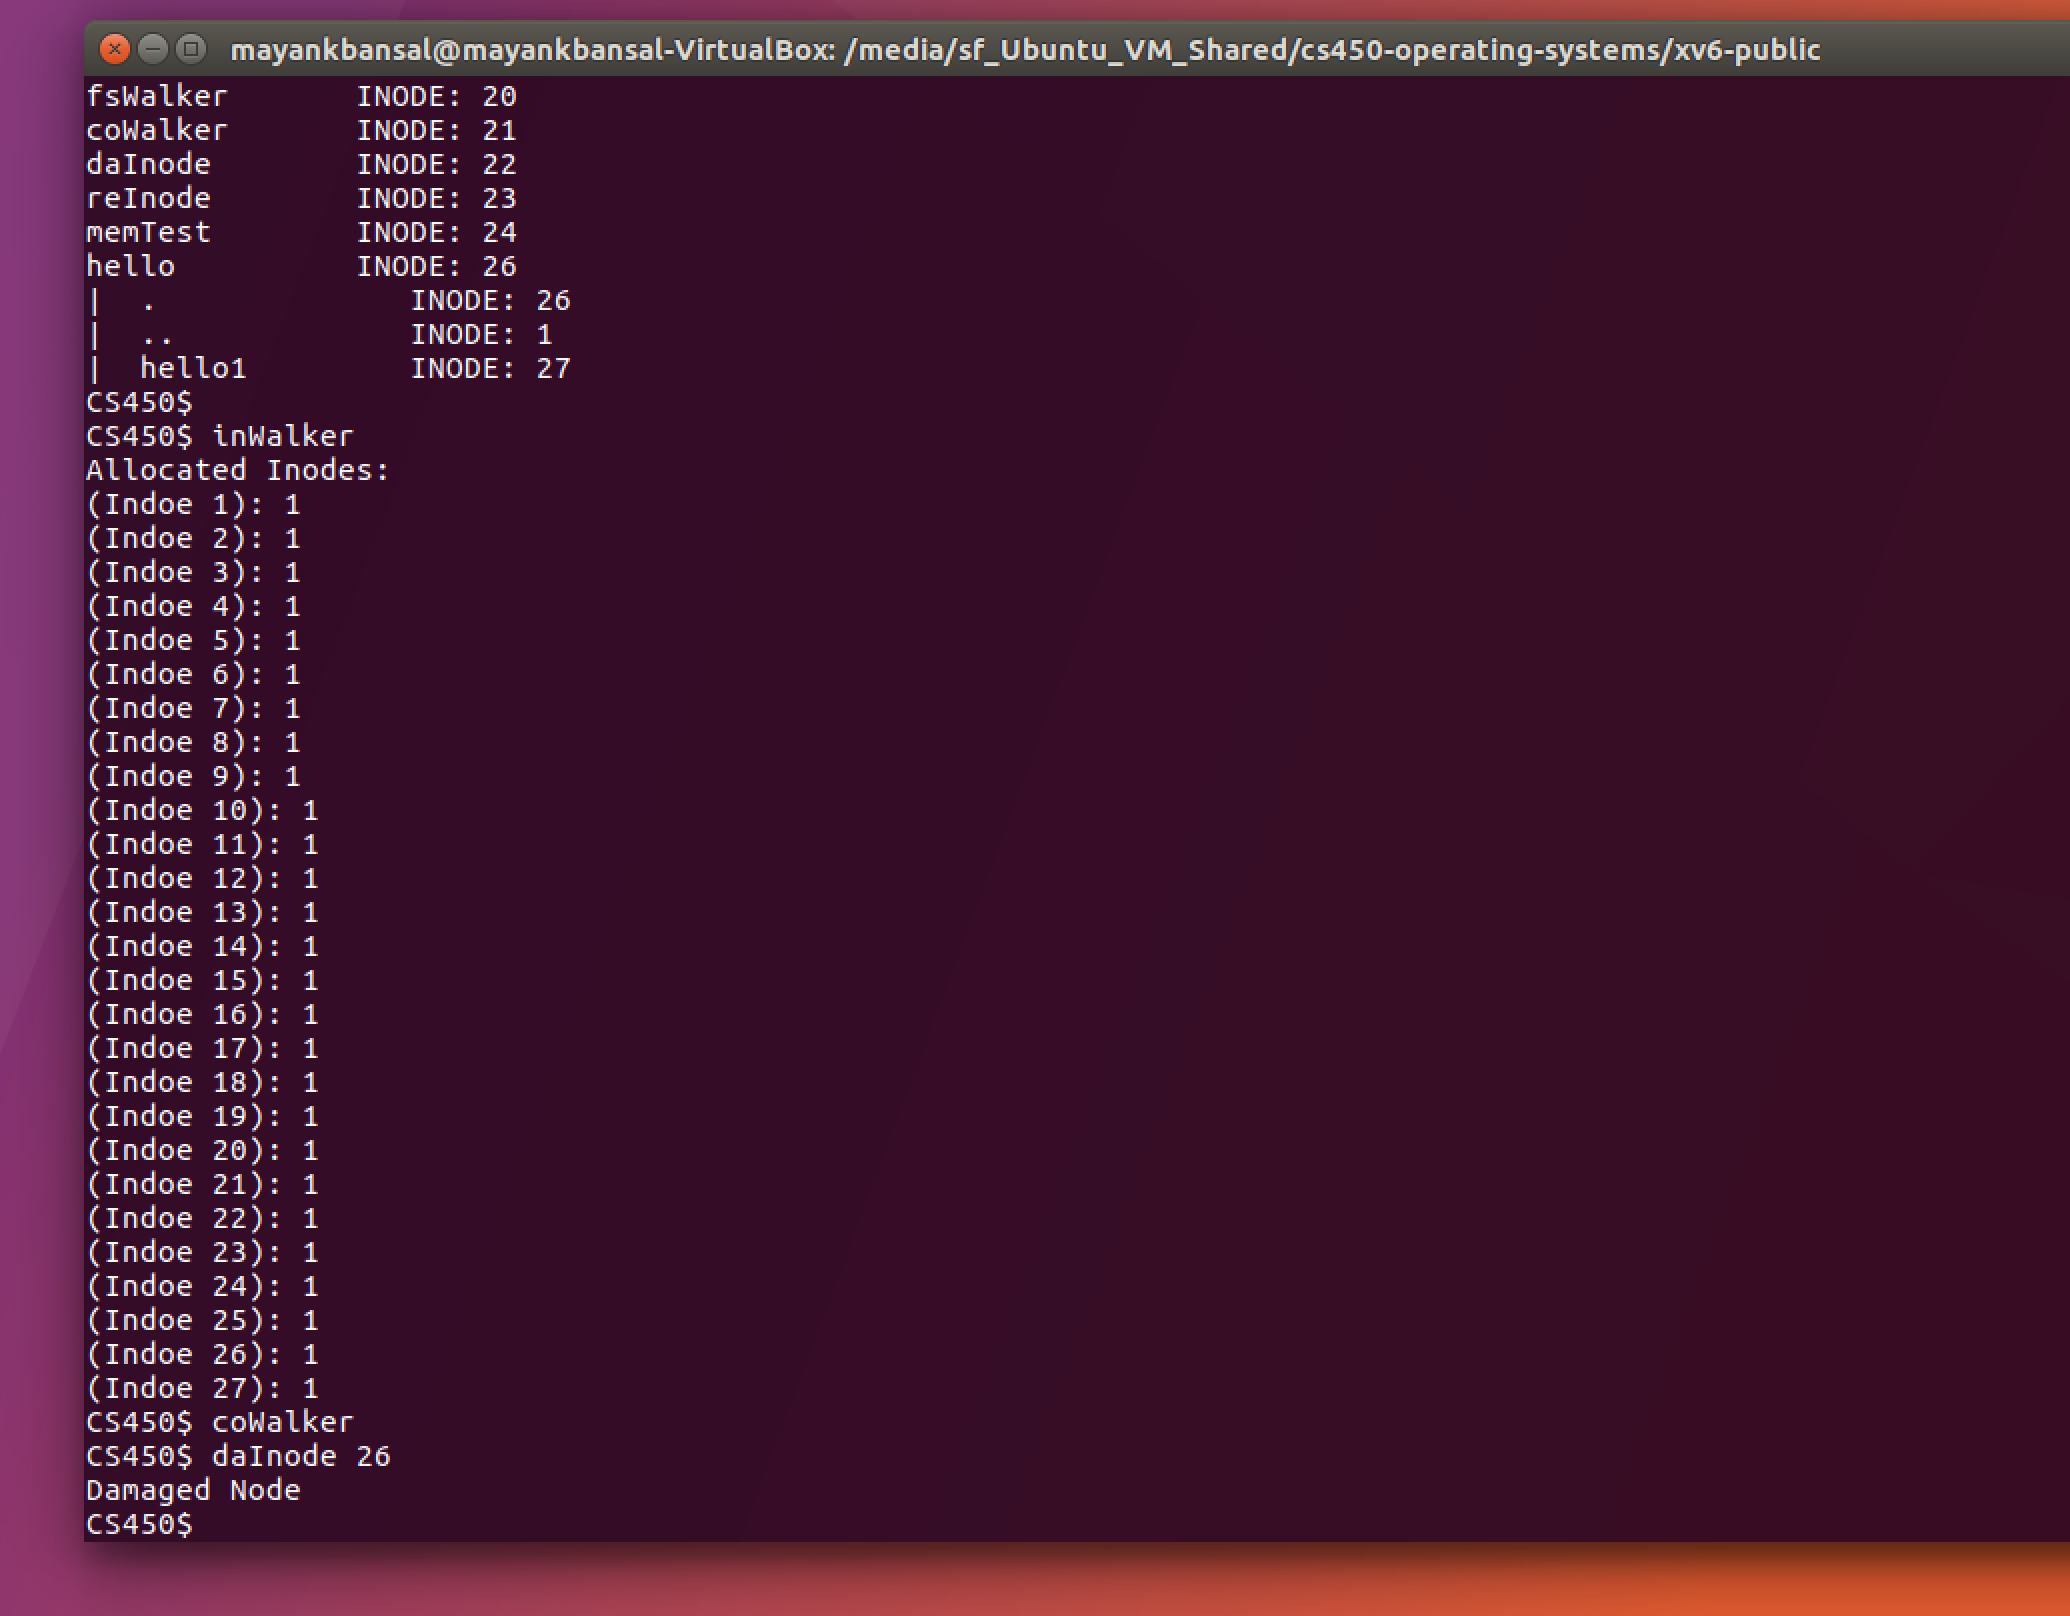 mayankbansal@mayankbansal-VirtualBox: /media/sf_Ubuntu_VM_Shared/cs450-operating-systems/xv6-public
fsWalker INODE: 20
coWalker INODE: 21
daInode INODE: 22
reInode INODE: 23
memTest INODE: 24
hello INODE: 26
| . INODE: 26
| .. INODE: 1
| hello1 INODE: 27
CS450$
CS450$ inWalker
Allocated Inodes:
(Indoe 1): 1
(Indoe 2): 1
(Indoe 3): 1
(Indoe 4): 1
(Indoe 5): 1
(Indoe 6): 1
(Indoe 7): 1
(Indoe 8): 1
(Indoe 9): 1
(Indoe 10): 1
(Indoe 11): 1
(Indoe 12): 1
(Indoe 13): 1
(Indoe 14): 1
(Indoe 15): 1
(Indoe 16): 1
(Indoe 17): 1
(Indoe 18): 1
(Indoe 19): 1
(Indoe 20): 1
(Indoe 21): 1
(Indoe 22): 1
(Indoe 23): 1
(Indoe 24): 1
(Indoe 25): 1
(Indoe 26): 1
(Indoe 27): 1
CS450$ coWalker
CS450$ daInode 26
Damaged Node
CS450$